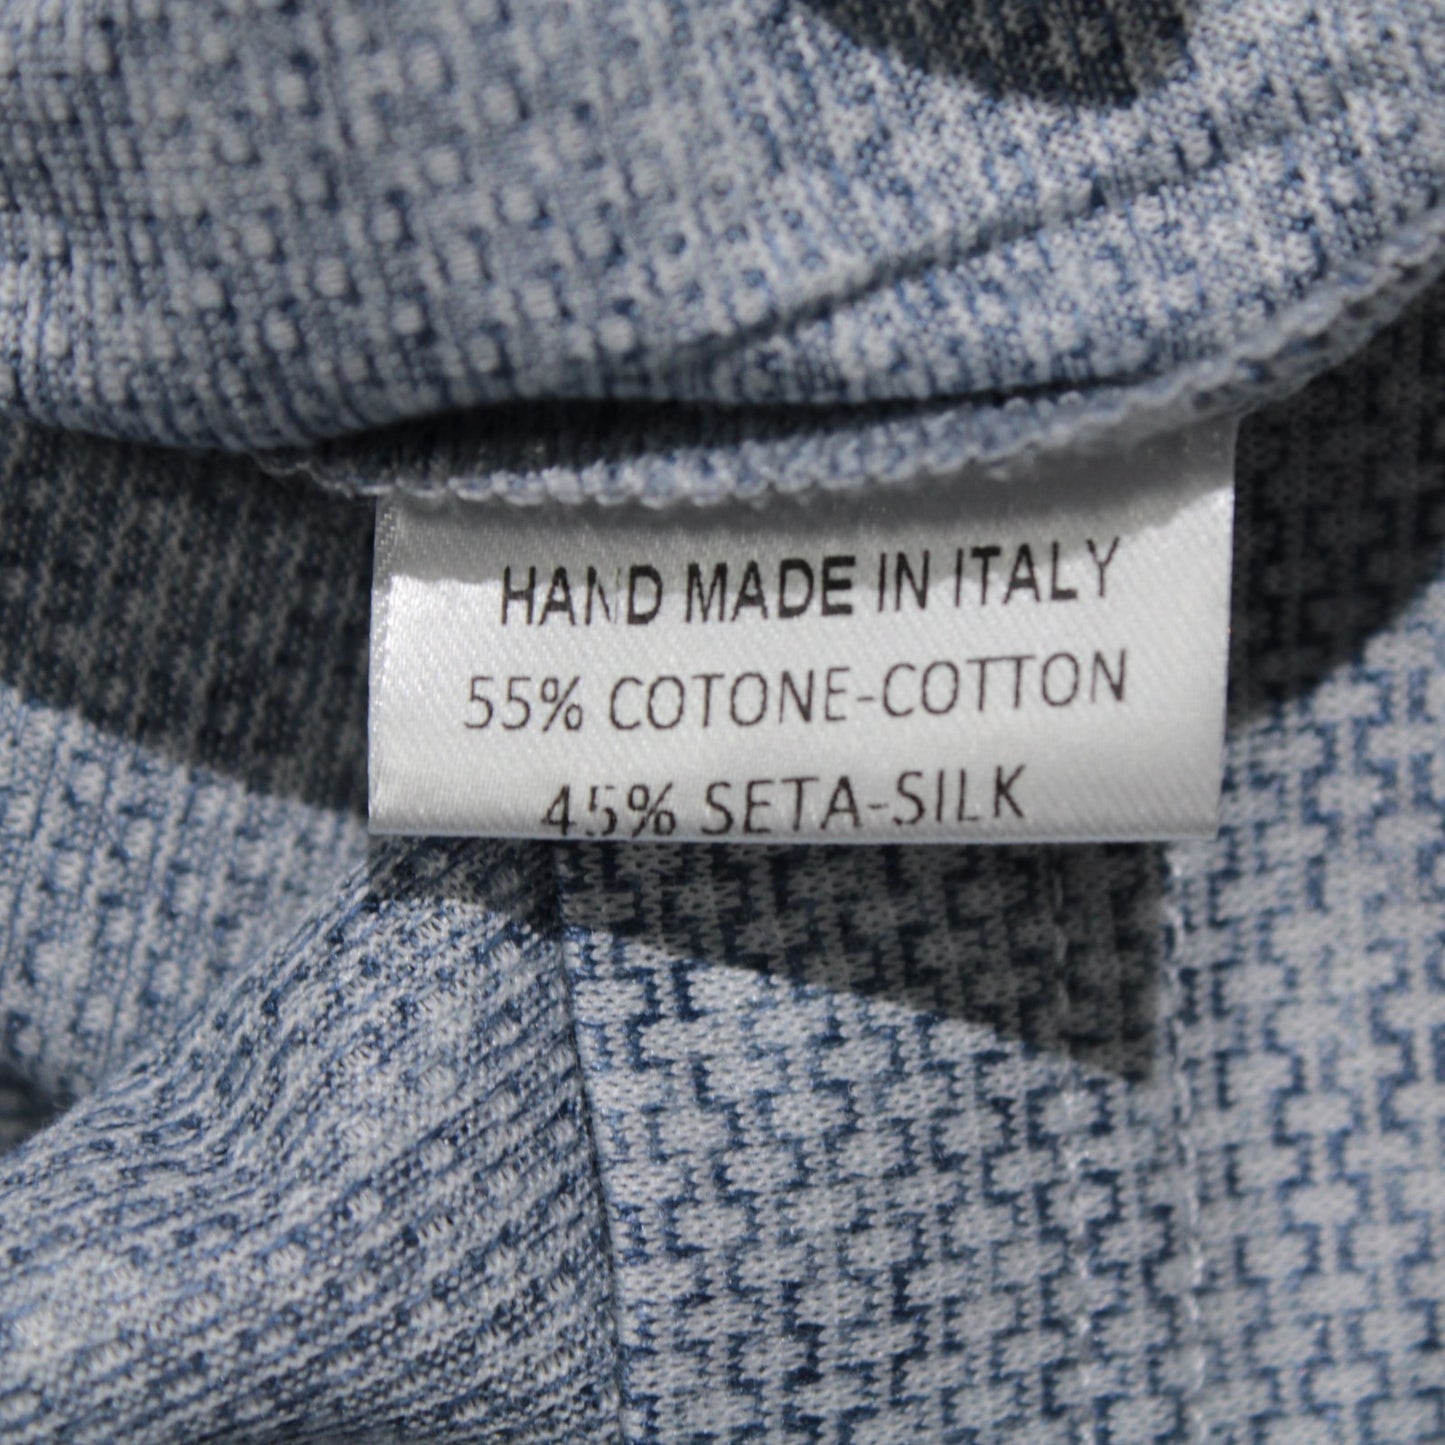 HAND MADE IN ITALY
55% COTONE-COTTON
45% SETA-SILK